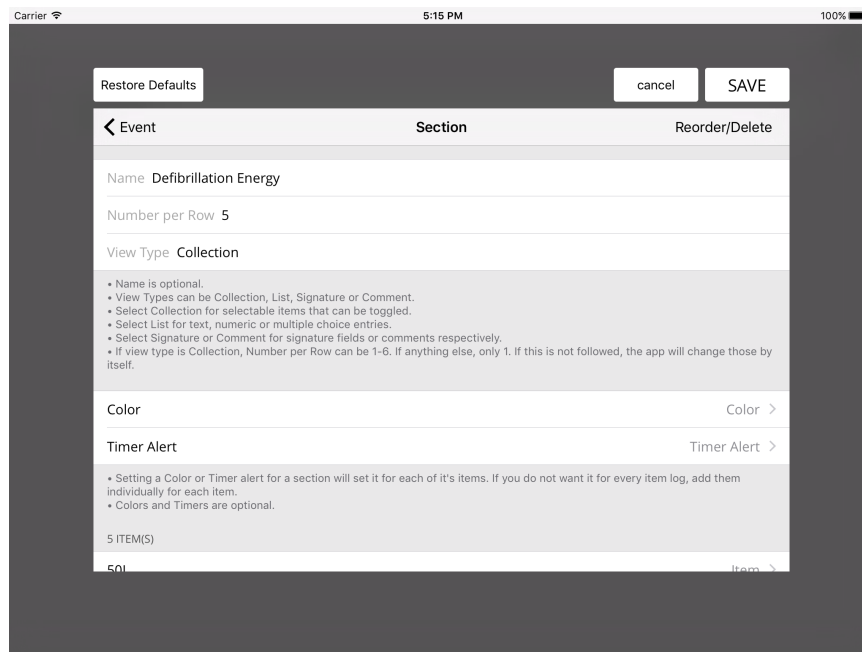 Carrier 5:15 PM 100%
Restore Defaults cancel SAVE
Event Section Reorder/Delete
Name Defibrillation Energy
Number per Row 5
View Type Collection
• Name is optional.
• View Types can be Collection, List, Signature or Comment.
• Select Collection for selectable items that can be toggled.
• Select List for text, numeric or multiple choice entries.
• Select Signature or Comment for signature fields or comments respectively.
• If view type is Collection, Number per Row can be 1-6. If anything else, only 1. If this is not followed, the app will change those by
itself.
Color Color
Timer Alert Timer Alert
• Setting a Color or Timer alert for a section will set it for each of it's items. If you do not want it for every item log, add them
individually for each item.
• Colors and Timers are optional.
5 ITEM(S)
50J Item